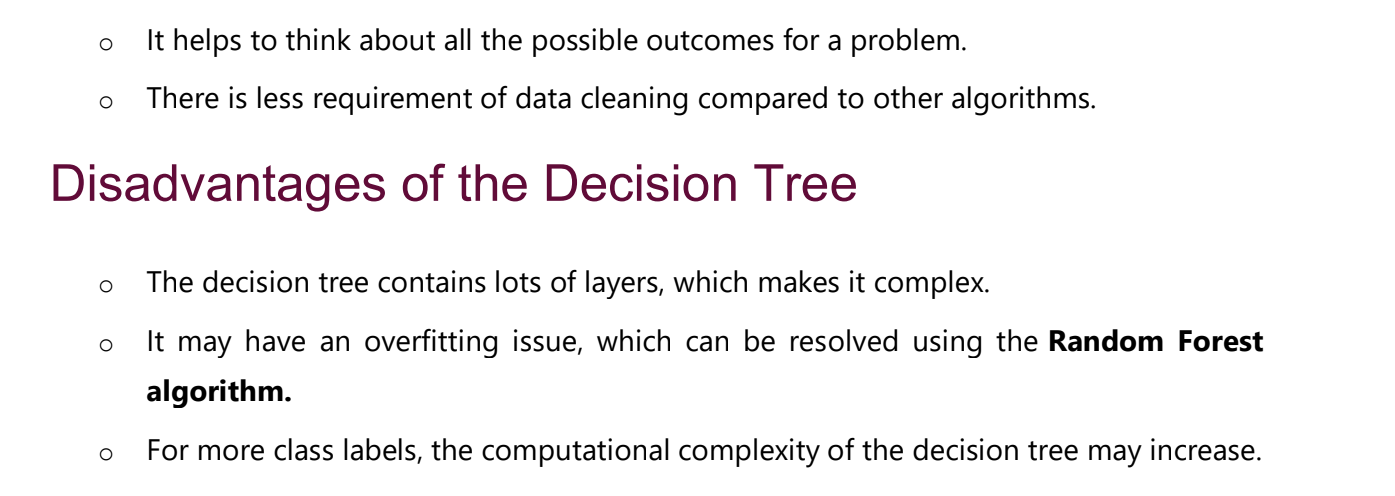 o It helps to think about all the possible outcomes for a problem.
o There is less requirement of data cleaning compared to other algorithms.
Disadvantages of the Decision Tree
o The decision tree contains lots of layers, which makes it complex.
o It may have an overfitting issue, which can be resolved using the Random Forest
algorithm.
o For more class labels, the computational complexity of the decision tree may increase.